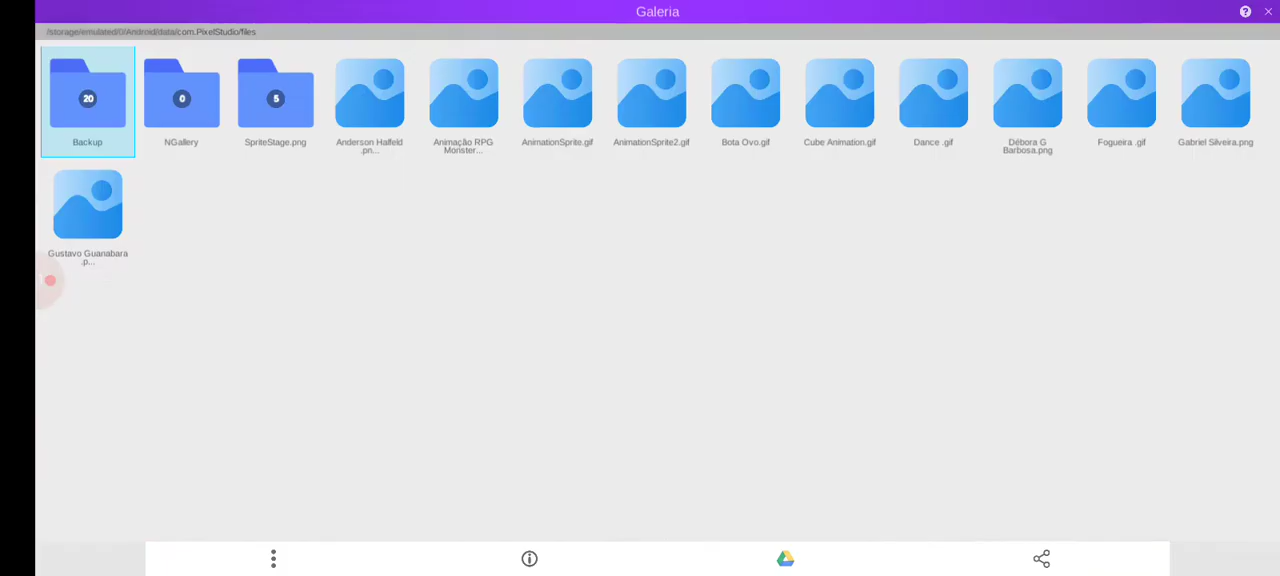 Galeria
/storage/emulated/0/Android/data/com.PixelStudio/files
20
0
5
Backup
NGallery
SpriteStage.png
Anderson Halfeld
.pn...
Animação RPG
Monster...
AnimationSprite.gif
AnimationSprite2.gif
Bota Ovo.gif
Cube Animation.gif
Dance .gif
Débora G
Barbosa.png
Fogueira .gif
Gabriel Silveira.png
Gustavo Guanabara
.p...